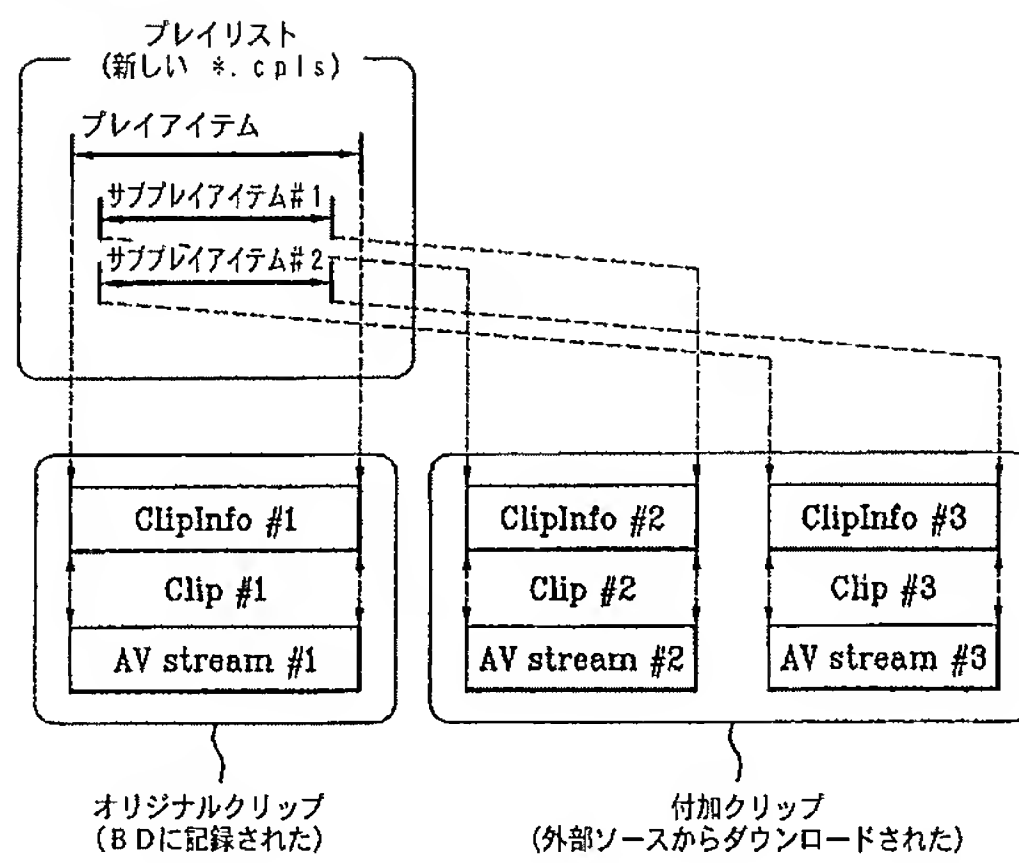 プレイリスト
(新しい *.cpls)
プレイアイテム
サブプレイアイテム#1
サブプレイアイテム#2
ClipInfo #1
Clip #1
AV stream #1
ClipInfo #2
Clip #2
AV stream #2
ClipInfo #3
Clip #3
AV stream #3
オリジナルクリップ
(BDに記録された)
付加クリップ
(外部ソースからダウンロードされた)